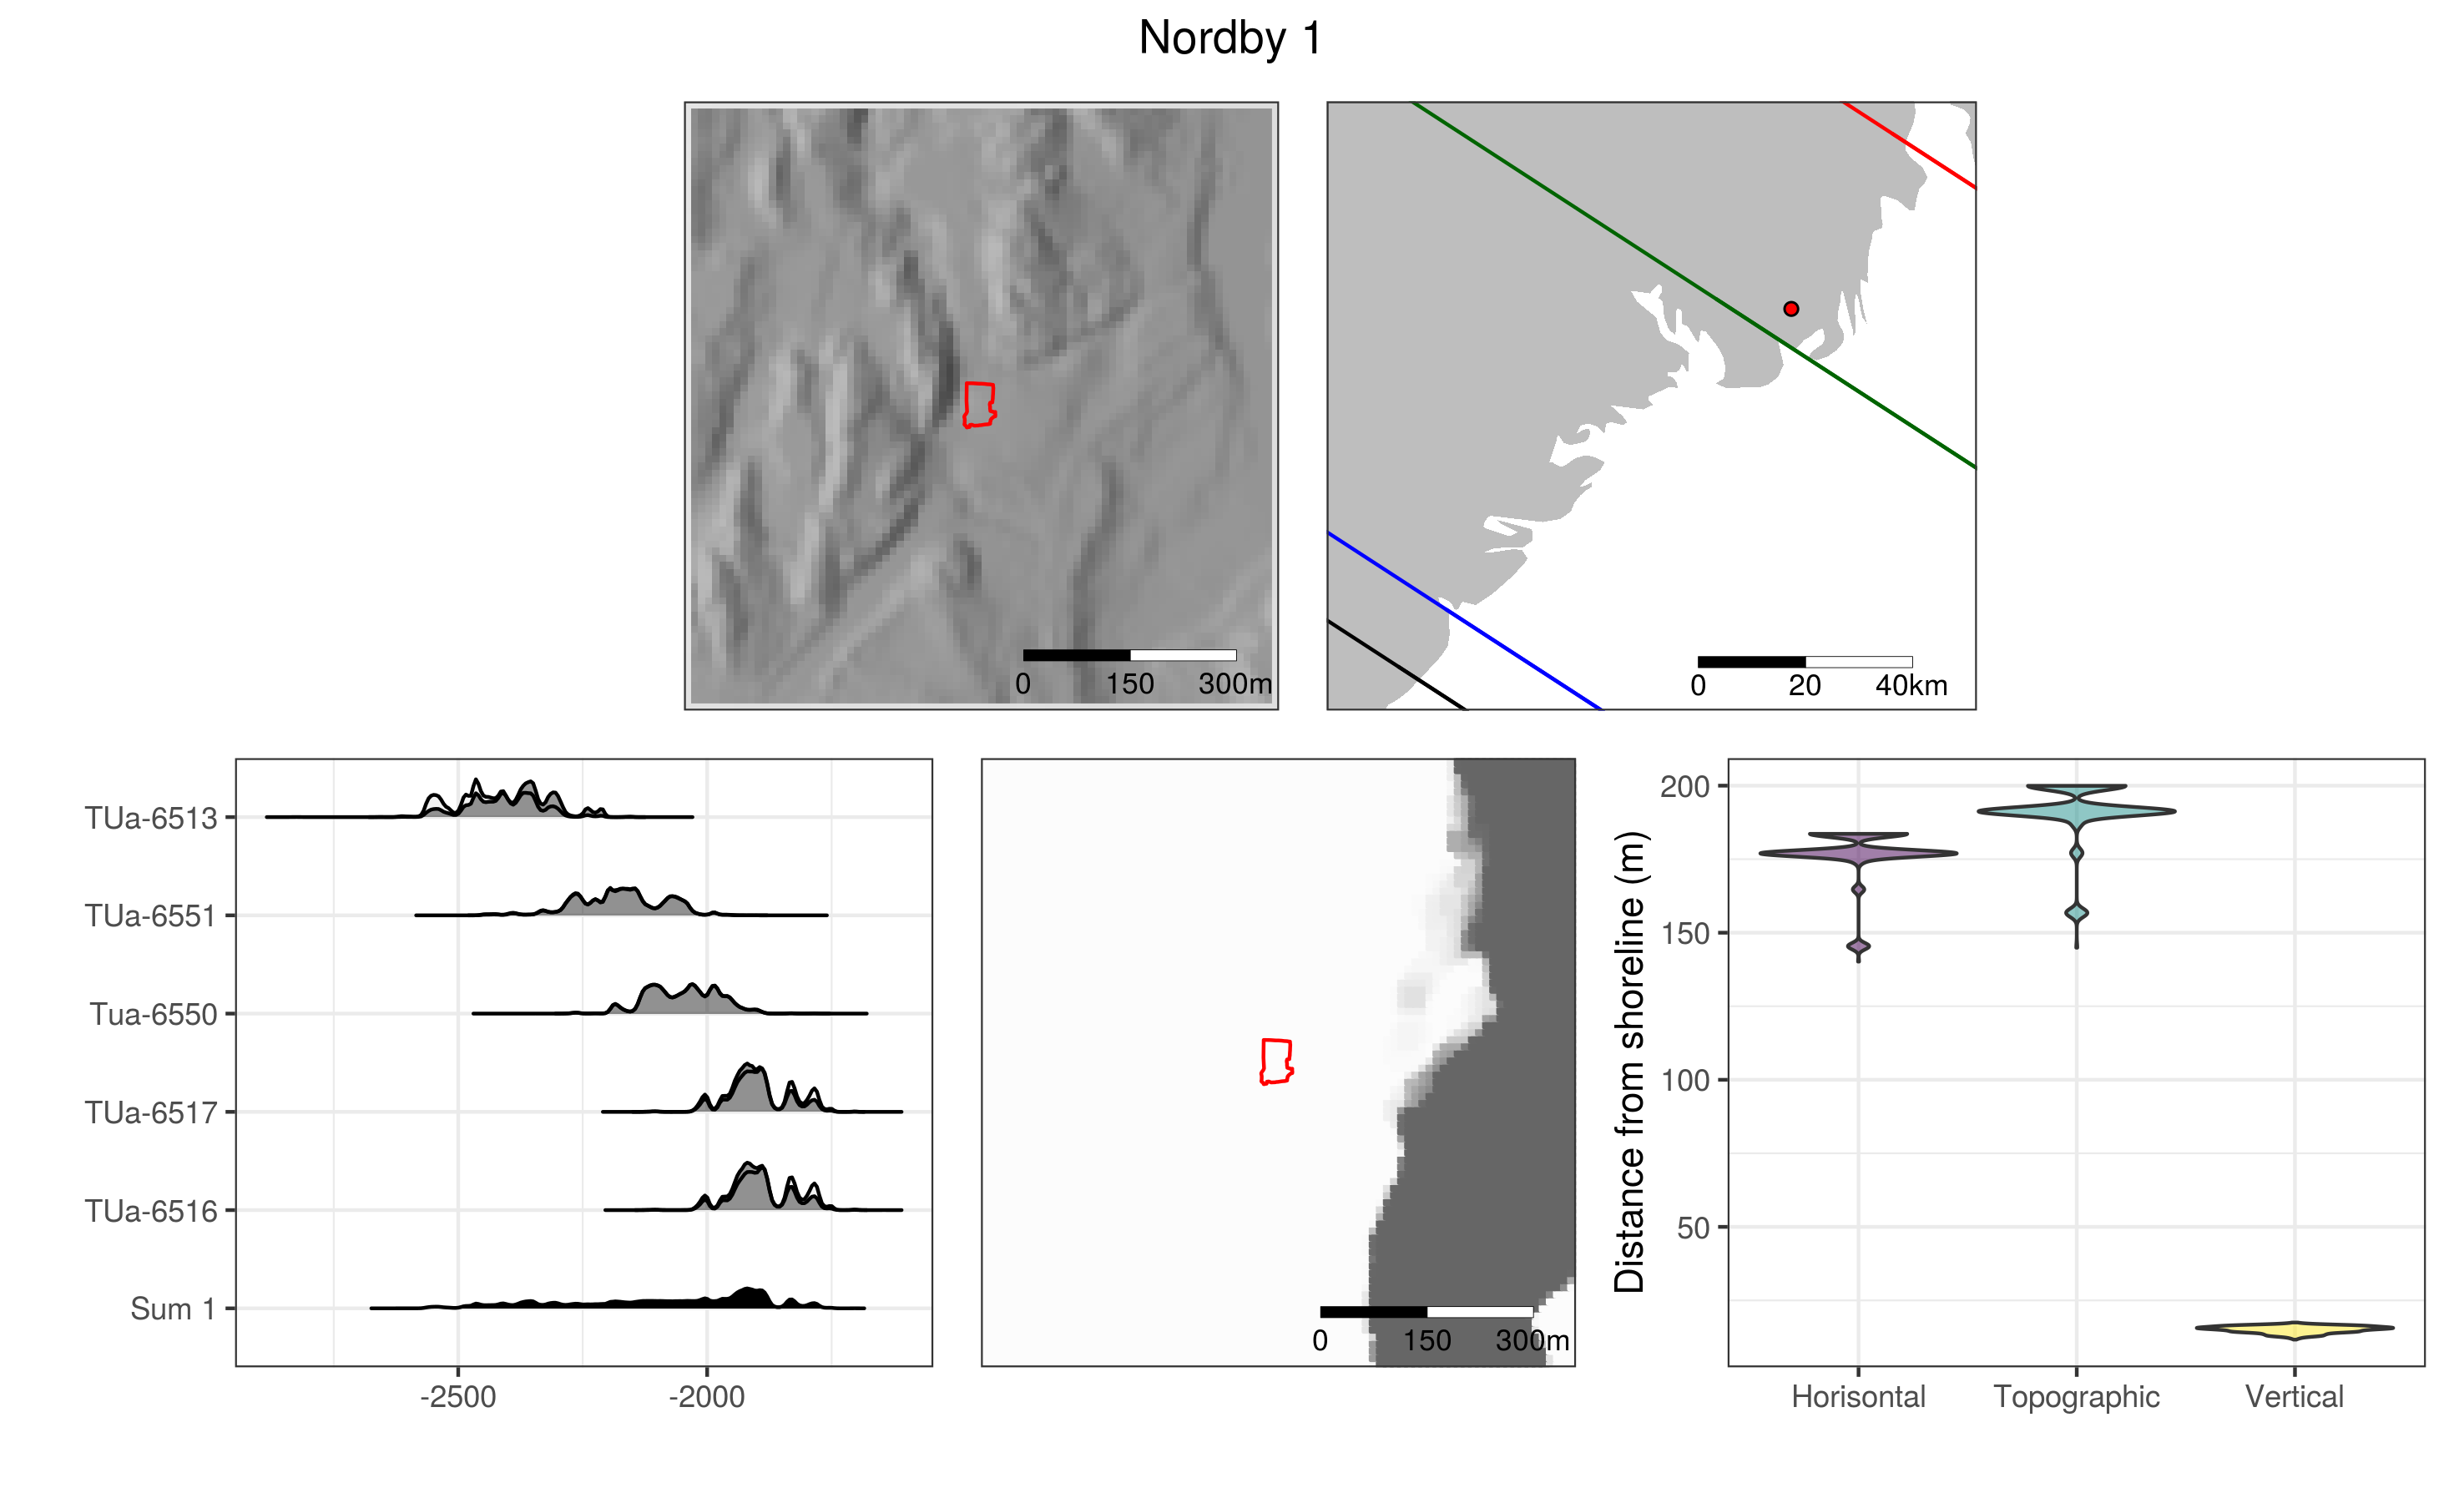 Nordby 1
0 150 300m
0 20 40km
TUa-6513
TUa-6551
Tua-6550
TUa-6517
TUa-6516
Sum 1
-2500 -2000
0 150 300m
Distance from shoreline (m)
200
150
100
50
Horisontal Topographic Vertical